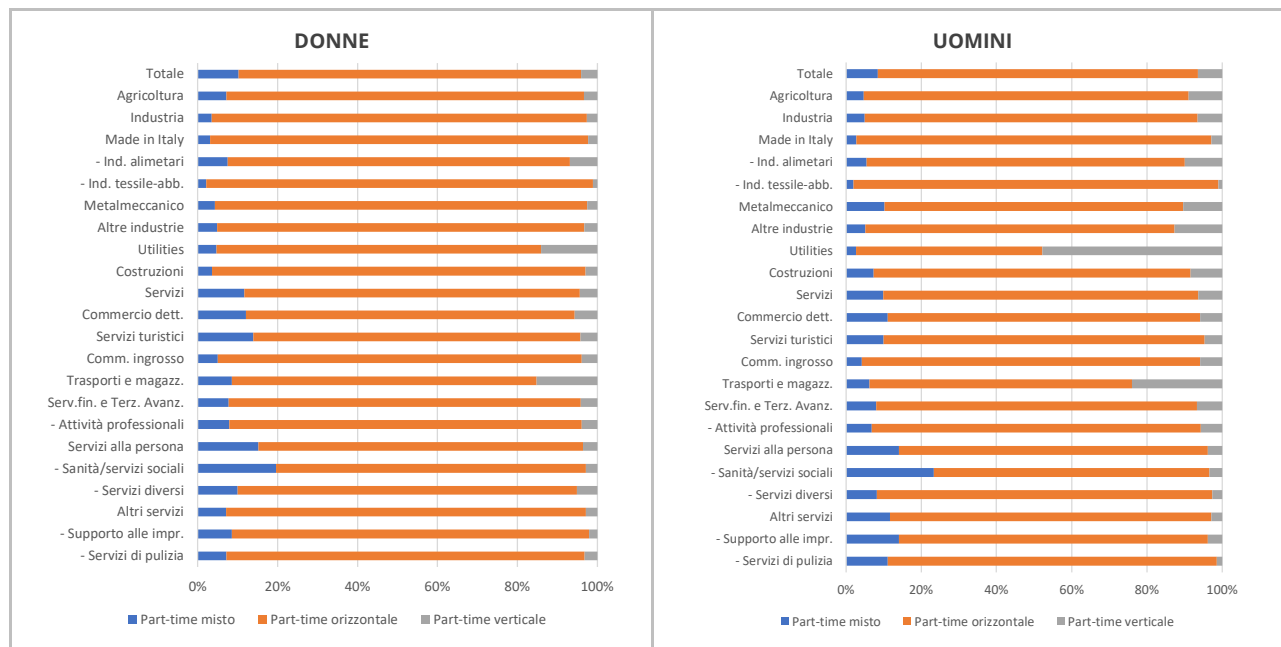 DONNE
Totale
Agricoltura
Industria
Made in Italy
- Ind. alimetari
- Ind. tessile-abb.
Metalmeccanico
Altre industrie
Utilities
Costruzioni
Servizi
Commercio dett.
Servizi turistici
Comm. ingrosso
Trasporti e magazz.
Serv.fin. e Terz. Avanz.
- Attività professionali
Servizi alla persona
- Sanità/servizi sociali
- Servizi diversi
Altri servizi
- Supporto alle impr.
- Servizi di pulizia
0% 20% 40% 60% 80% 100%
Part-time misto Part-time orizzontale Part-time verticale
UOMINI
Totale
Agricoltura
Industria
Made in Italy
- Ind. alimetari
- Ind. tessile-abb.
Metalmeccanico
Altre industrie
Utilities
Costruzioni
Servizi
Commercio dett.
Servizi turistici
Comm. ingrosso
Trasporti e magazz.
Serv.fin. e Terz. Avanz.
- Attività professionali
Servizi alla persona
- Sanità/servizi sociali
- Servizi diversi
Altri servizi
- Supporto alle impr.
- Servizi di pulizia
0% 20% 40% 60% 80% 100%
Part-time misto Part-time orizzontale Part-time verticale